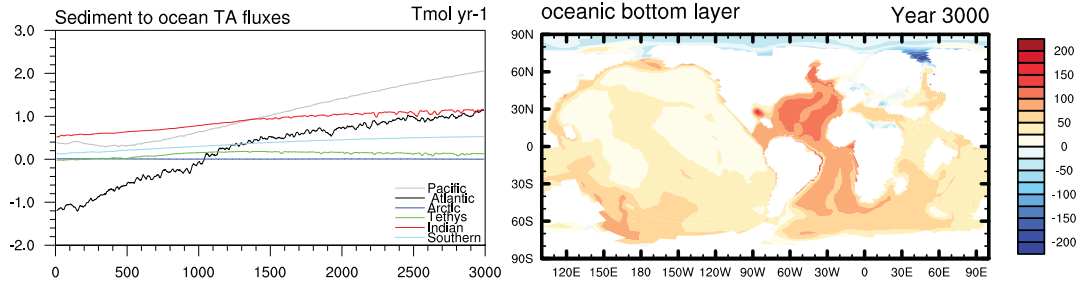 Sediment to ocean TA fluxes Tmol yr-1
3.0
2.0
1.0
0.0
-1.0
-2.0
0 500 1000 1500 2000 2500 3000
Pacific
Atlantic
Arctic
Tethys
Indian
Southern
oceanic bottom layer Year 3000
90N
60N
30N
0
30S
60S
90S
120E 150E 180E 150W 120W 90W 60W 30W 0 30E 60E 90E
200
150
100
50
0
-50
-100
-150
-200